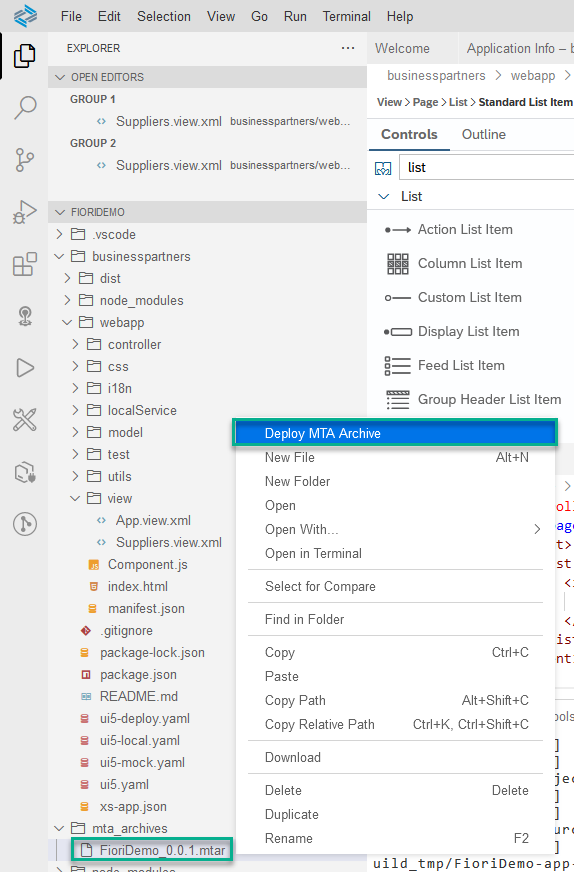 File Edit Selection View Go Run Terminal Help
EXPLORER
OPEN EDITORS
GROUP 1
Suppliers.view.xml businesspartners/web...
GROUP 2
Suppliers.view.xml businesspartners/web...
FIORIDEMO
.vscode
businesspartners
dist
node_modules
webapp
controller
css
i18n
localService
model
test
utils
view
App.view.xml
Suppliers.view.xml
Component.js
index.html
manifest.json
.gitignore
package-lock.json
package.json
README.md
ui5-deploy.yaml
ui5-local.yaml
ui5-mock.yaml
ui5.yaml
xs-app.json
mta_archives
FioriDemo_0.0.1.mtar
node_modules
Welcome Application Info – b
businesspartners > webapp >
View > Page > List > Standard List Item
Controls Outline
list
List
Action List Item
Column List Item
Custom List Item
Display List Item
Feed List Item
Group Header List Item
Deploy MTA Archive
New File Alt+N
New Folder
Open
Open With...
Open in Terminal
Select for Compare
Find in Folder
Copy Ctrl+C
Paste
Copy Path Alt+Shift+C
Copy Relative Path Ctrl+K, Ctrl+Shift+C
Download
Delete Delete
Duplicate
Rename F2
t>
</
ools
]
]
]
]
]
uild_tmp/FioriDemo-app-